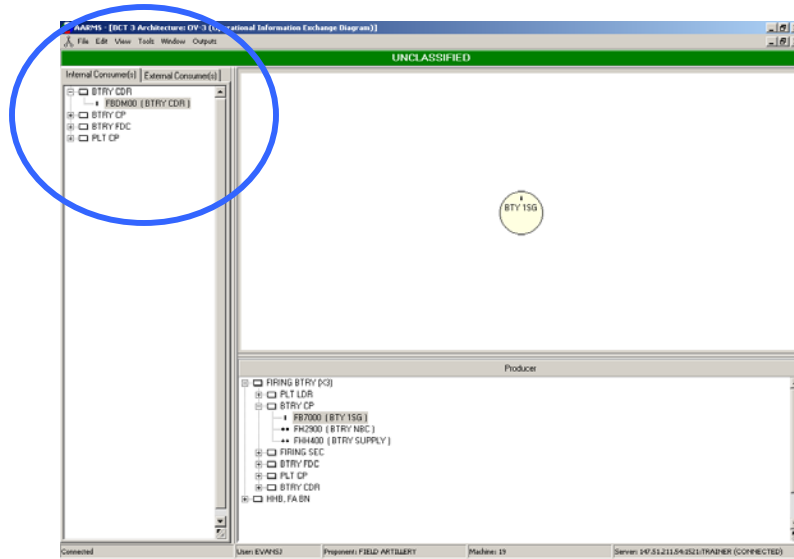 AARMS - [BCT 3 Architecture: OV-3 (Operational Information Exchange Diagram)]
File Edit View Tools Window Outputs
UNCLASSIFIED
Internal Consumer(s) External Consumer(s)
BTRY CDR
FBDM00 ( BTRY CDR )
BTRY CP
BTRY FDC
PLT CP
BTY 1SG
Producer
FIRING BTRY (X3)
PLT LDR
BTRY CP
FB7000 ( BTY 1SG )
FH2900 ( BTRY NBC )
FHH400 ( BTRY SUPPLY )
FIRING SEC
BTRY FDC
PLT CP
BTRY CDR
HHB, FA BN
Connected User: EVANSJ Proponent: FIELD ARTILLERY Machine: 19 Server: 147.51.211.54:1521:TRAINER (CONNECTED)